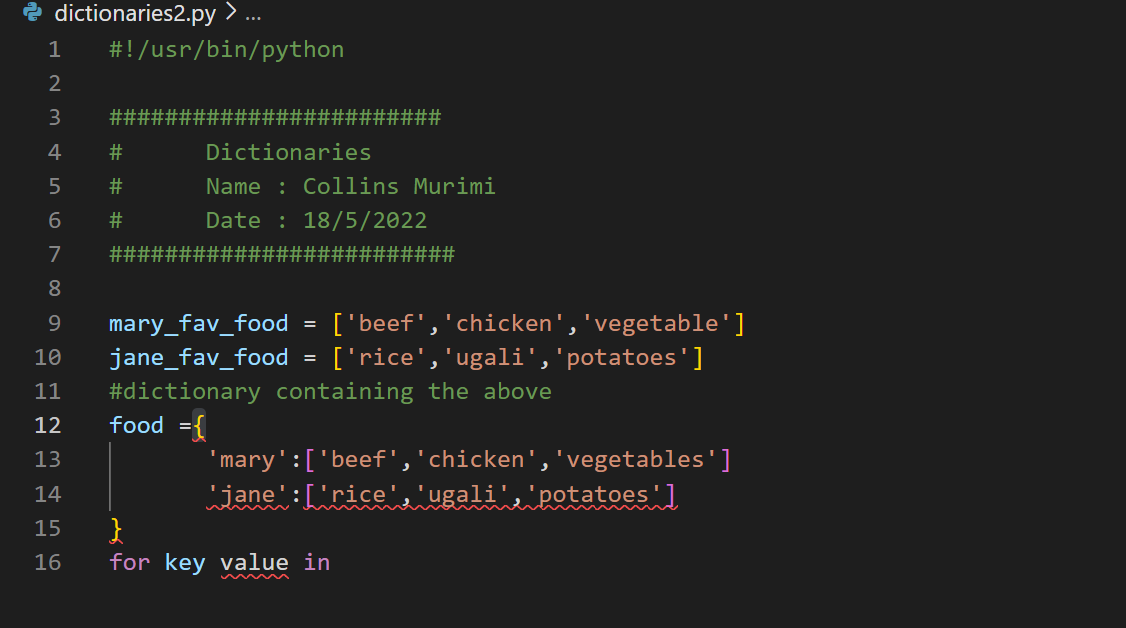 dictionaries2.py > ...
1 #!/usr/bin/python
2
3 ########################
4 #      Dictionaries
5 #      Name : Collins Murimi
6 #      Date : 18/5/2022
7 #########################
8
9 mary_fav_food = ['beef','chicken','vegetable']
10 jane_fav_food = ['rice','ugali','potatoes']
11 #dictionary containing the above
12 food ={
13        'mary':['beef','chicken','vegetables']
14        'jane':['rice','ugali','potatoes']
15 }
16 for key value in